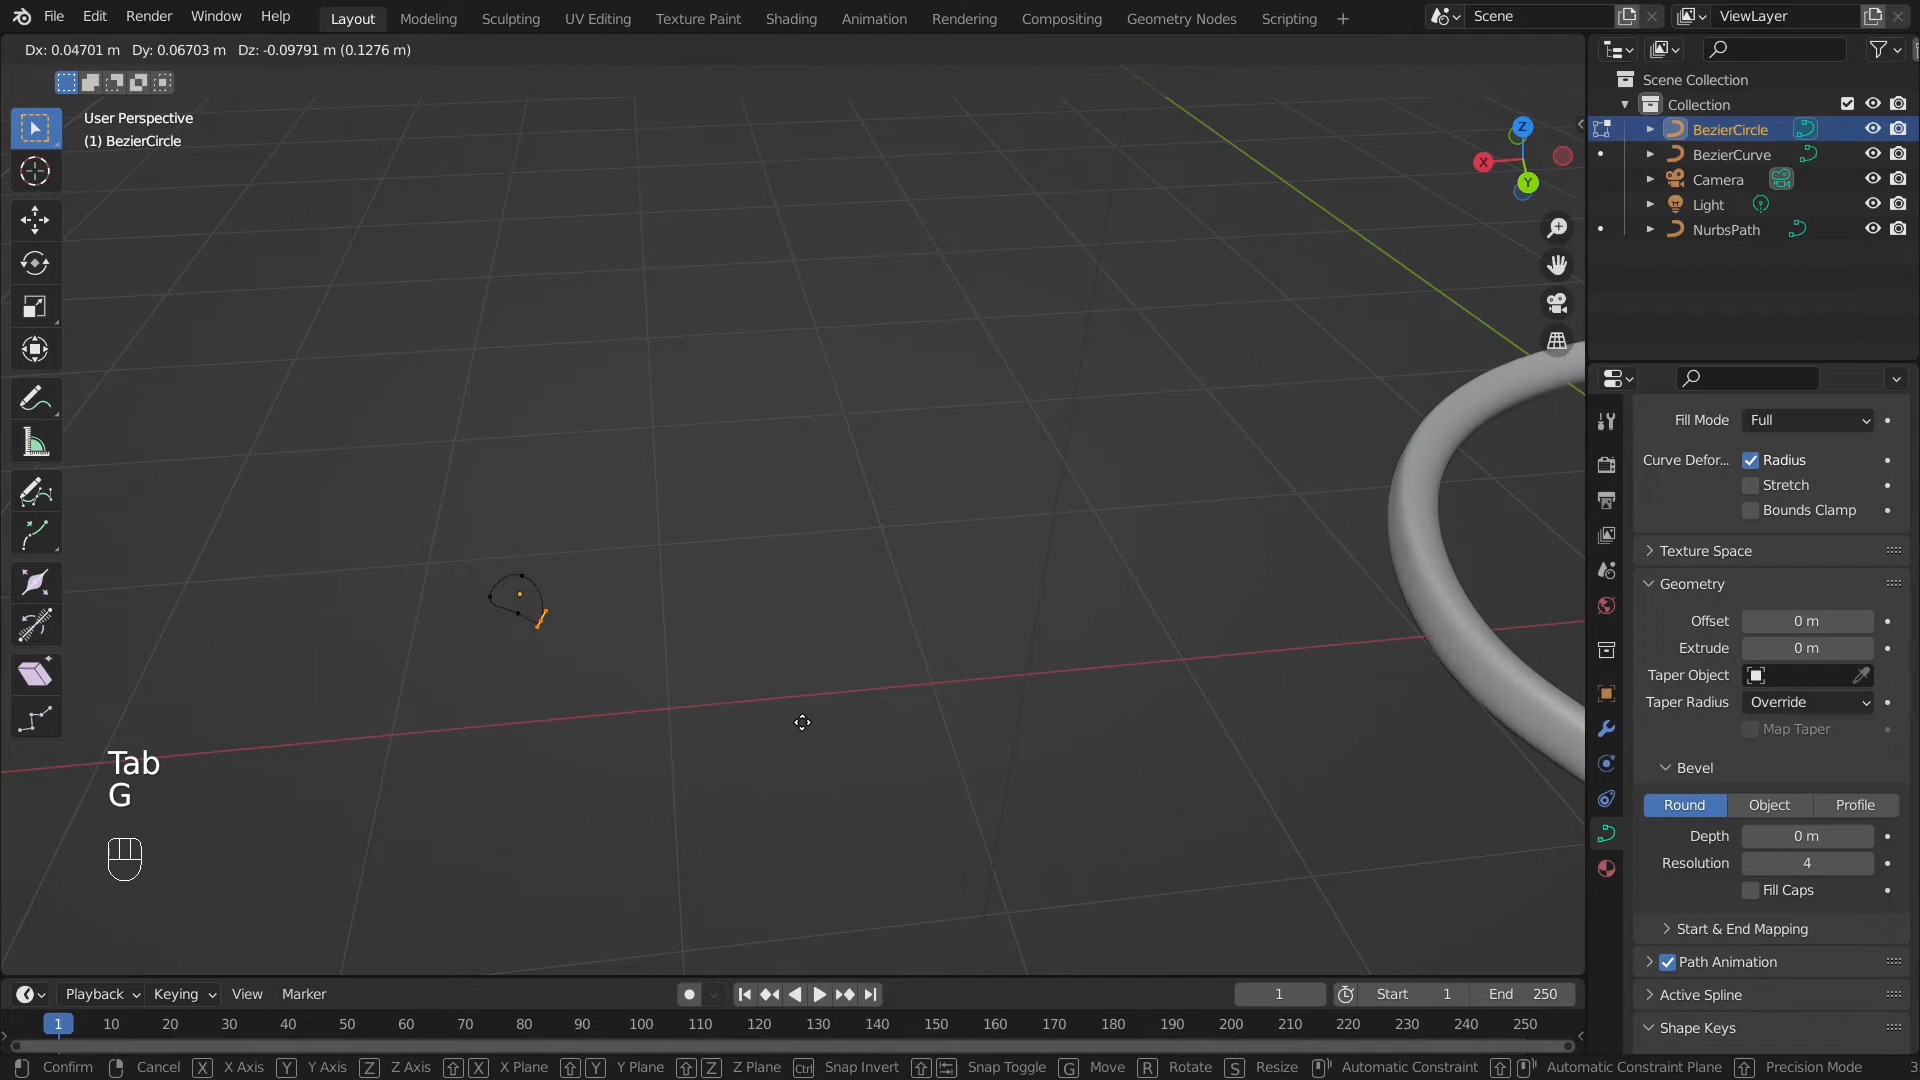 File Edit Render Window Help Layout Modeling Sculpting UV Editing Texture Paint Shading Animation Rendering Compositing Geometry Nodes Scripting + Scene ViewLayer
Dx: 0.04701 m Dy: 0.06703 m Dz: -0.09791 m (0.1276 m)
User Perspective
(1) BezierCircle
Z
X
Y
Tab
G
Scene Collection
Collection
BezierCircle
BezierCurve
Camera
Light
NurbsPath
Fill Mode Full
Curve Defor... Radius
Stretch
Bounds Clamp
Texture Space
Geometry
Offset 0 m
Extrude 0 m
Taper Object
Taper Radius Override
Map Taper
Bevel
Round Object Profile
Depth 0 m
Resolution 4
Fill Caps
Start & End Mapping
Path Animation
Active Spline
Shape Keys
Playback Keying View Marker 1 Start 1 End 250
1 10 20 30 40 50 60 70 80 90 100 110 120 130 140 150 160 170 180 190 200 210 220 230 240 250
Confirm Cancel X X Axis Y Y Axis Z Z Axis X X Plane Y Y Plane Z Z Plane Ctrl Snap Invert Snap Toggle G Move R Rotate S Resize Automatic Constraint Automatic Constraint Plane Precision Mode 3